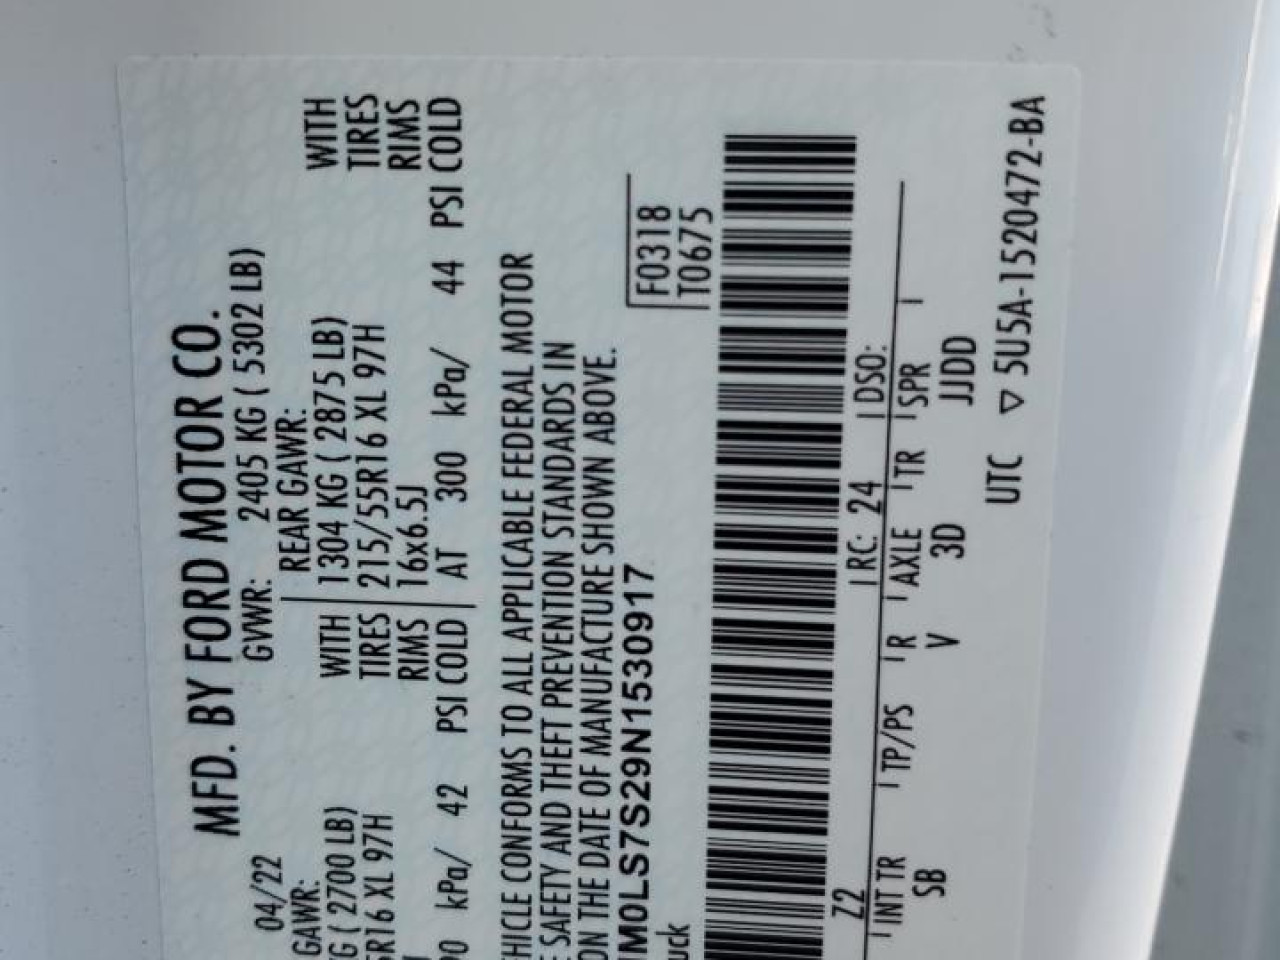 MFD. BY FORD MOTOR CO.
04/22 GVWR: 2405 KG ( 5302 LB)
GAWR: REAR GAWR:
G ( 2700 LB) WITH 1304 KG ( 2875 LB) WITH
5R16 XL 97H TIRES 215/55R16 XL 97H TIRES
RIMS 16x6.5J RIMS
00 kPa/ 42 PSI COLD AT 300 kPa/ 44 PSI COLD
EHICLE CONFORMS TO ALL APPLICABLE FEDERAL MOTOR
E SAFETY AND THEFT PREVENTION STANDARDS IN
ON THE DATE OF MANUFACTURE SHOWN ABOVE.
NM0LS7S29N1530917
F0318
T0675
uck
Z2 RC: 24 DSO:
INT TR TP/PS R AXLE TR SPR
SB V 3D JJDD
UTC ▽ 5U5A-1520472-BA